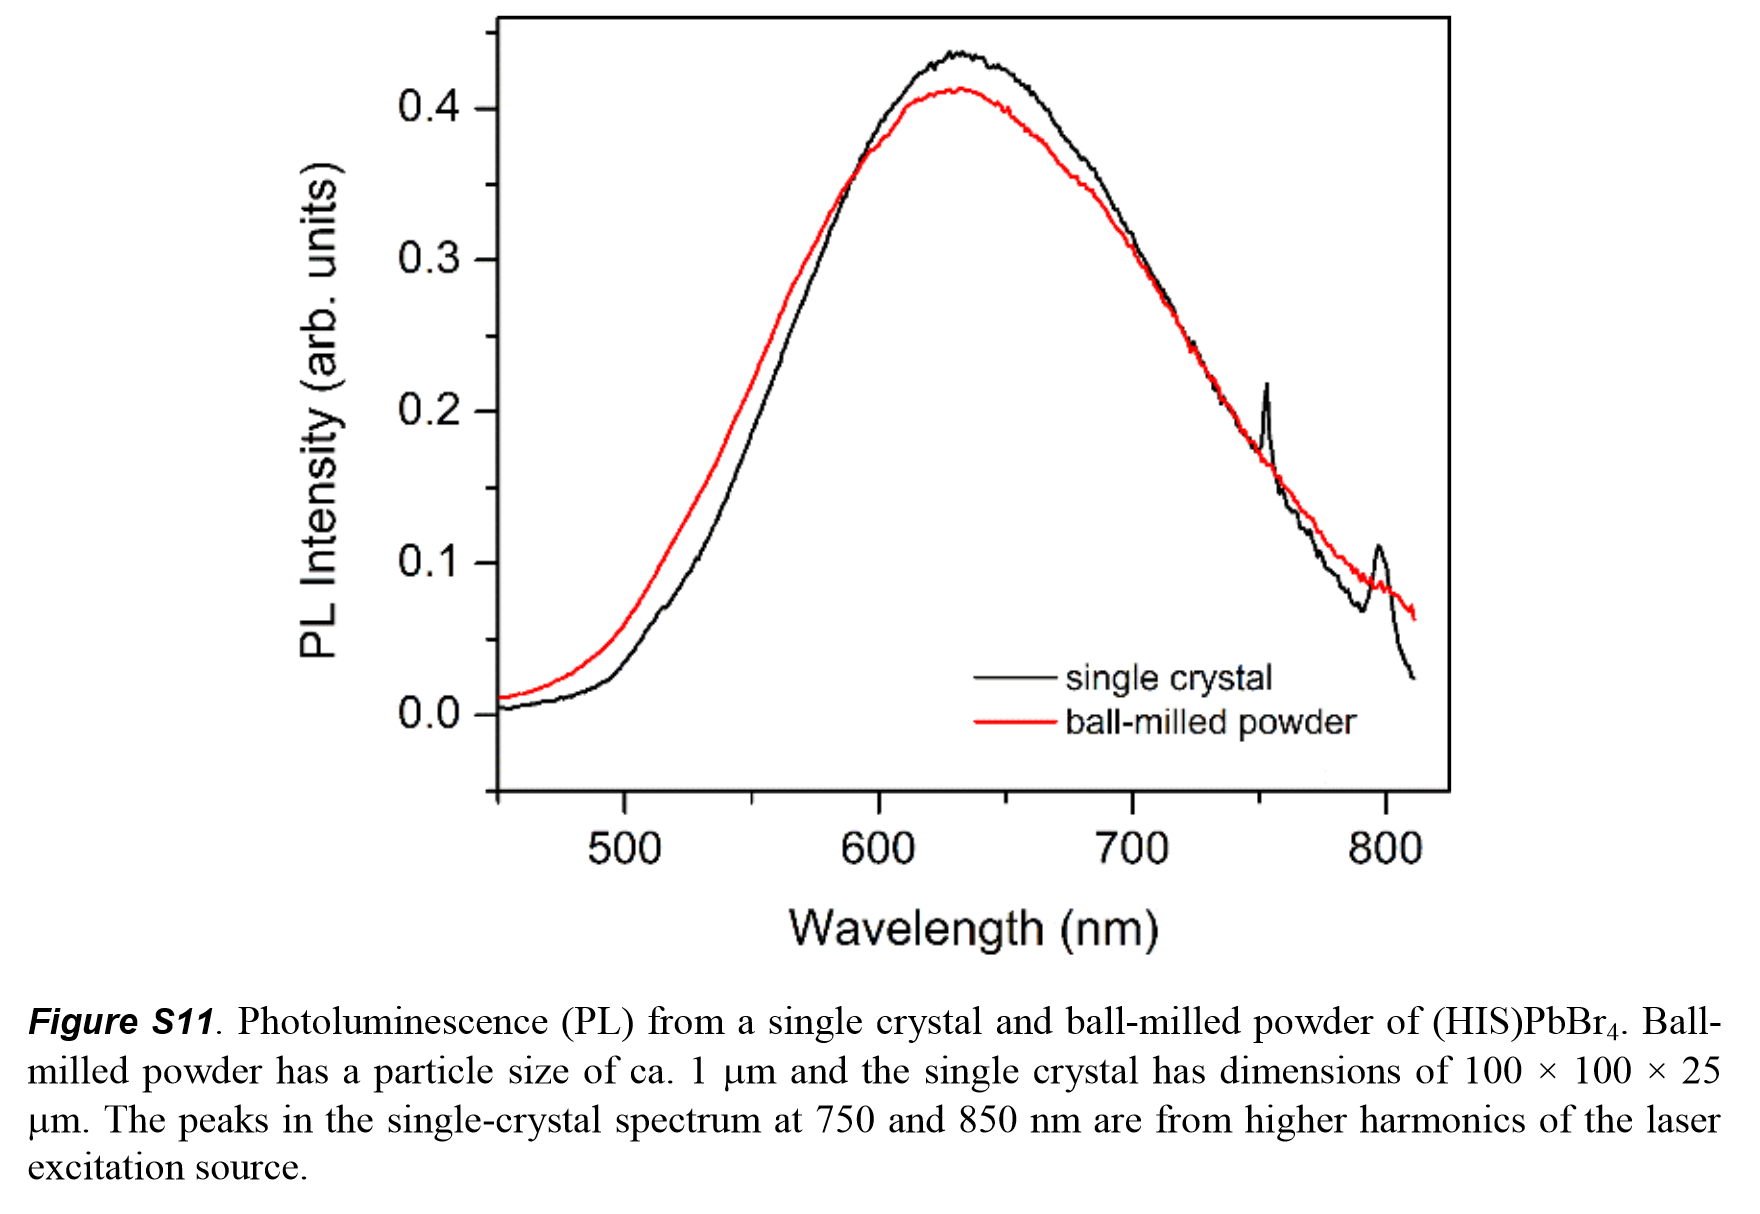 0.4
0.3
0.2
0.1
0.0
PL Intensity (arb. units)
single crystal
ball-milled powder
500 600 700 800
Wavelength (nm)
Figure S11. Photoluminescence (PL) from a single crystal and ball-milled powder of (HIS)PbBr₄. Ball-
milled powder has a particle size of ca. 1 μm and the single crystal has dimensions of 100 × 100 × 25
μm. The peaks in the single-crystal spectrum at 750 and 850 nm are from higher harmonics of the laser
excitation source.